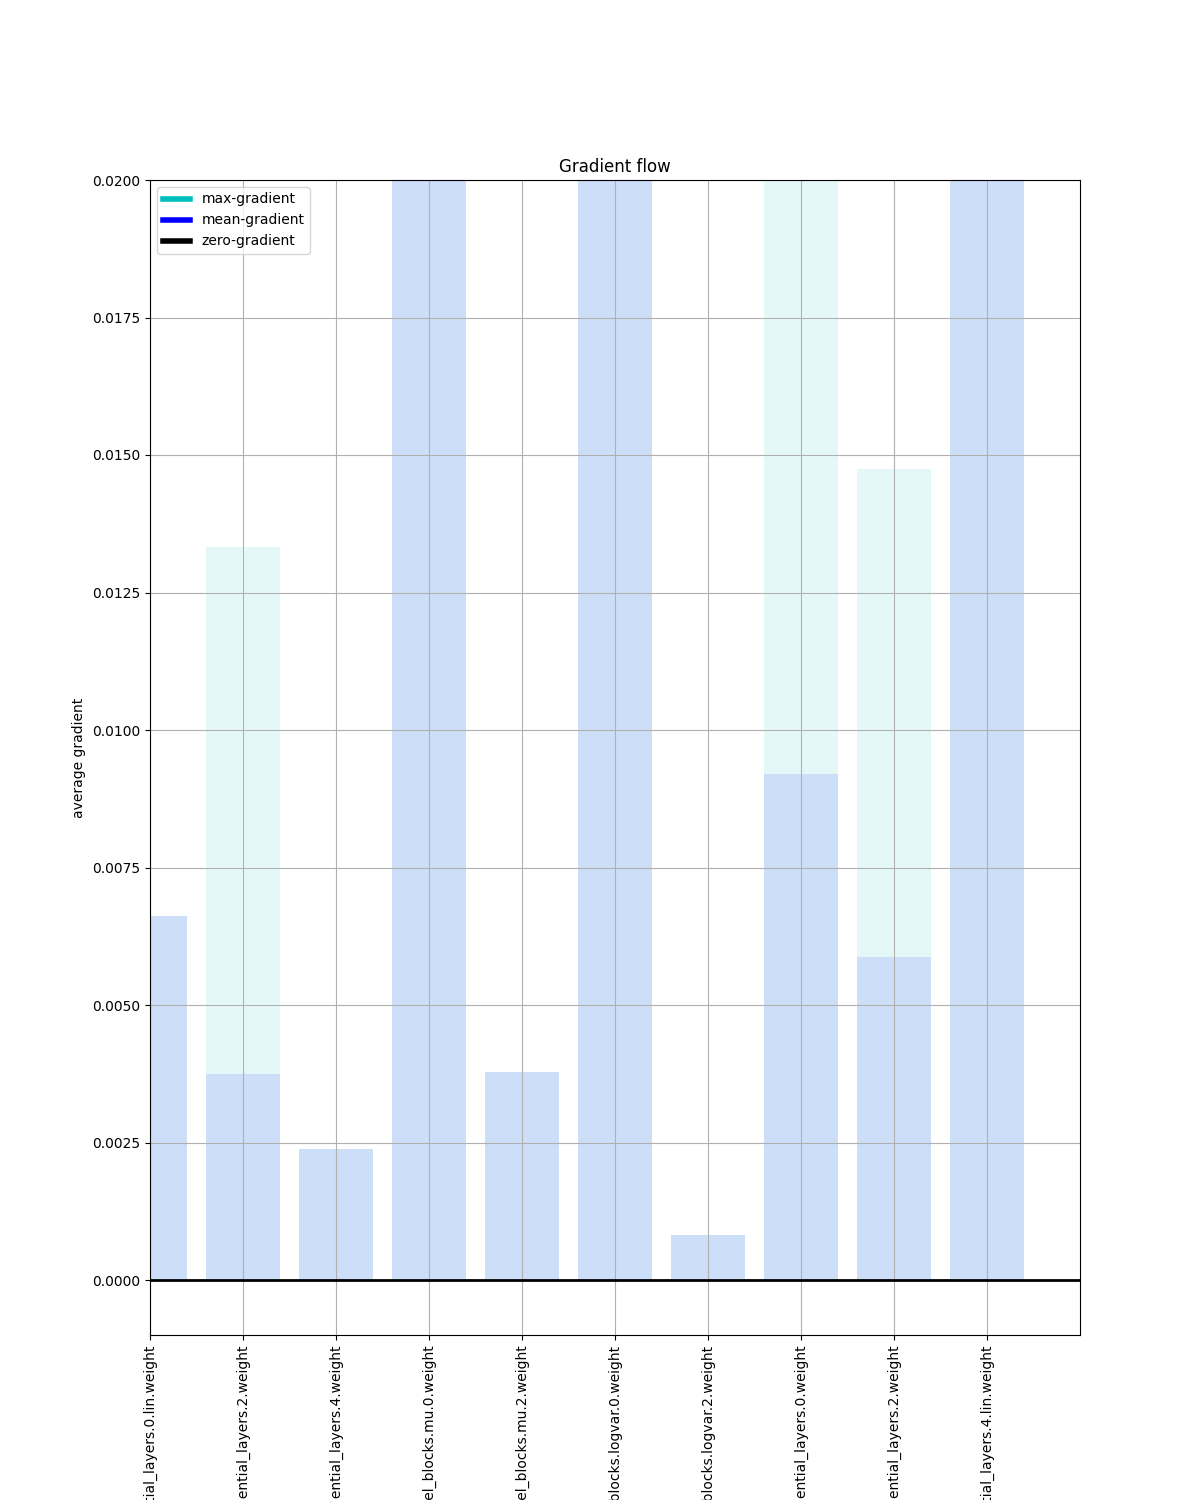 Gradient flow
max-gradient
mean-gradient
zero-gradient
0.0200
0.0175
0.0150
0.0125
0.0100
0.0075
0.0050
0.0025
0.0000
average gradient
tial_layers.0.lin.weight
ential_layers.2.weight
ential_layers.4.weight
el_blocks.mu.0.weight
el_blocks.mu.2.weight
blocks.logvar.0.weight
blocks.logvar.2.weight
ential_layers.0.weight
ential_layers.2.weight
tial_layers.4.lin.weight